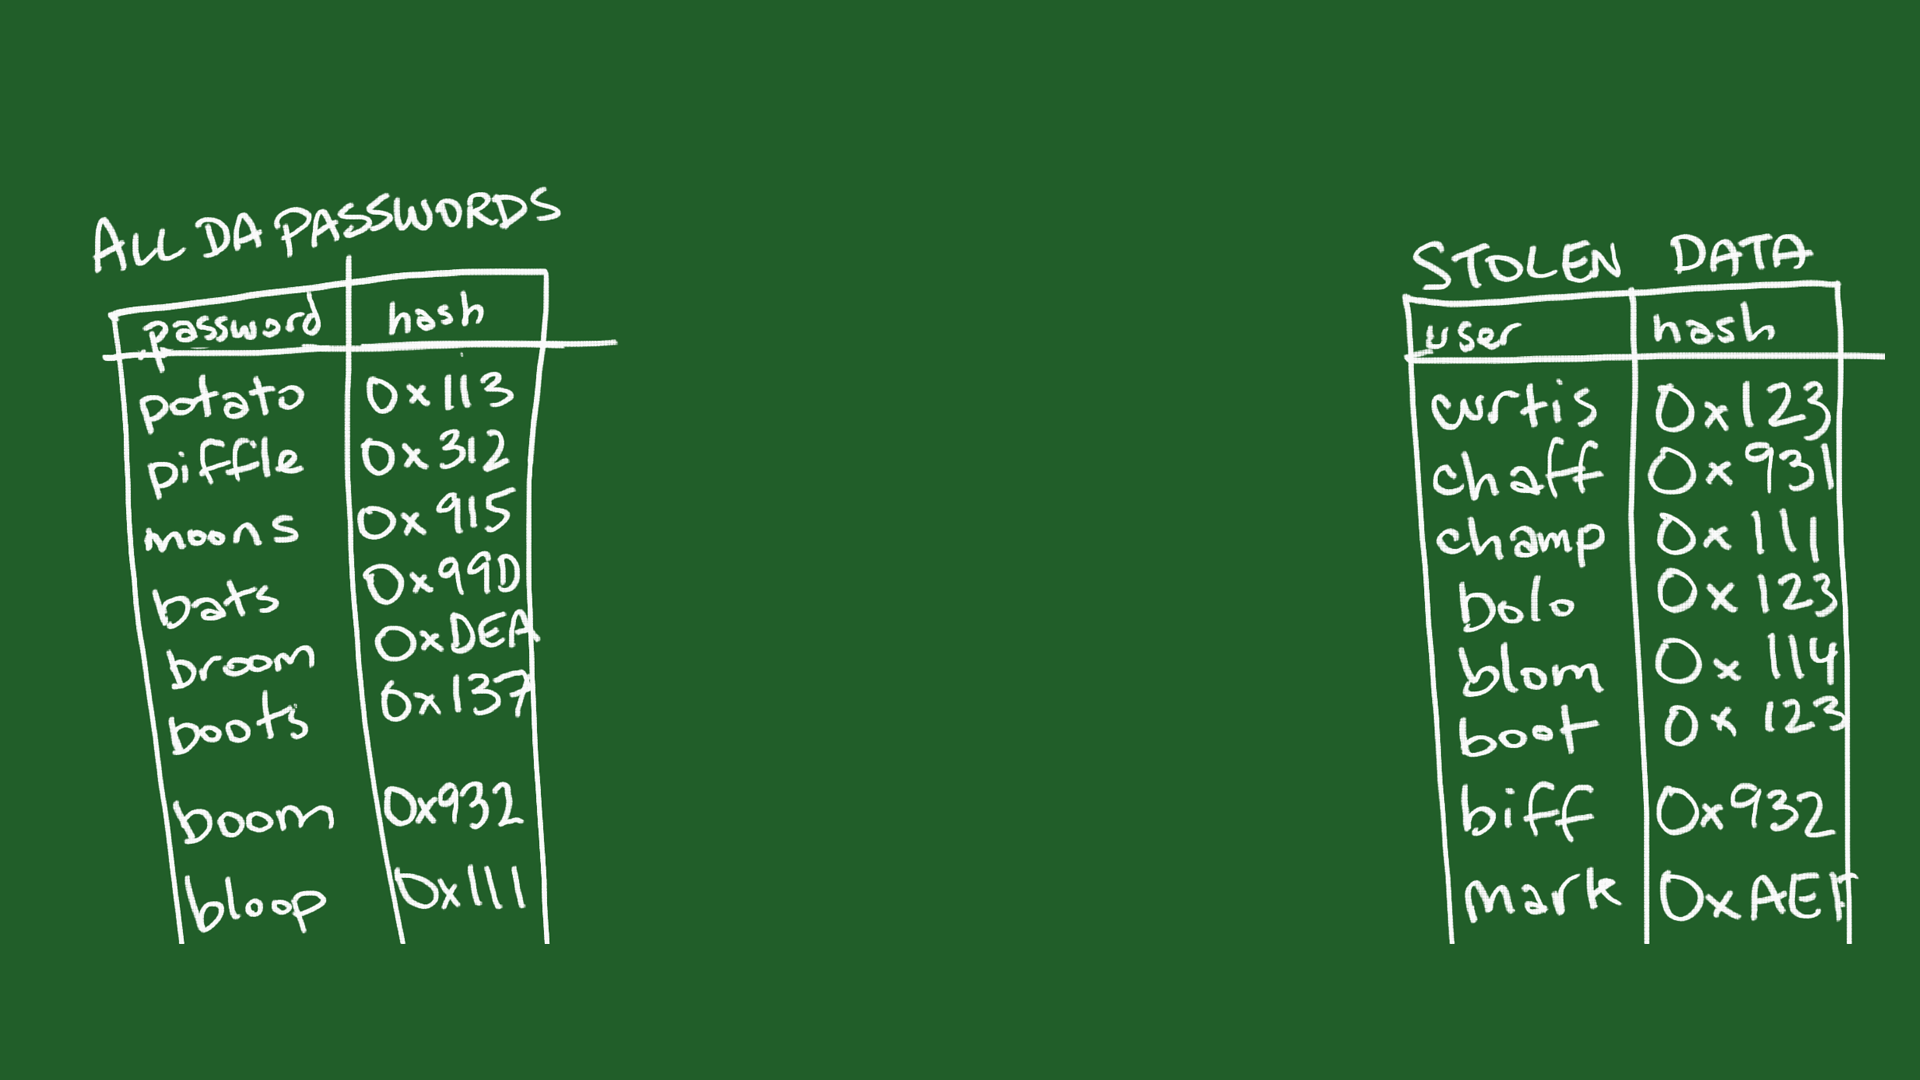 ALL DA PASSWORDS
password hash
potato 0x113
piffle 0x312
moons 0x915
bats 0x99D
broom 0xDEA
boots 0x137
boom 0x932
bloop 0x111
STOLEN DATA
user hash
curtis 0x123
chaff 0x931
champ 0x111
bolo 0x123
blom 0x114
boot 0x123
biff 0x932
mark 0xAEF